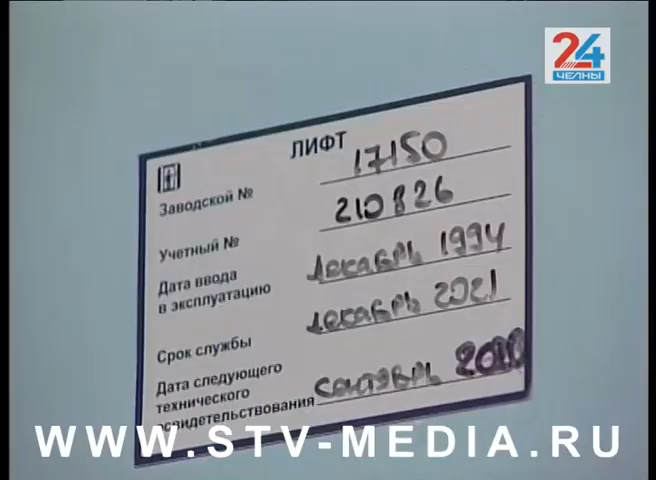 24
ЧЕЛНЫ
ЛИФТ
Заводской № 17150
Учетный № 210826
Дата ввода
в эксплуатацию декабрь 1994
Срок службы декабрь 2021
Дата следующего
технического
освидетельствования сентябрь
WWW.STV-MEDIA.RU